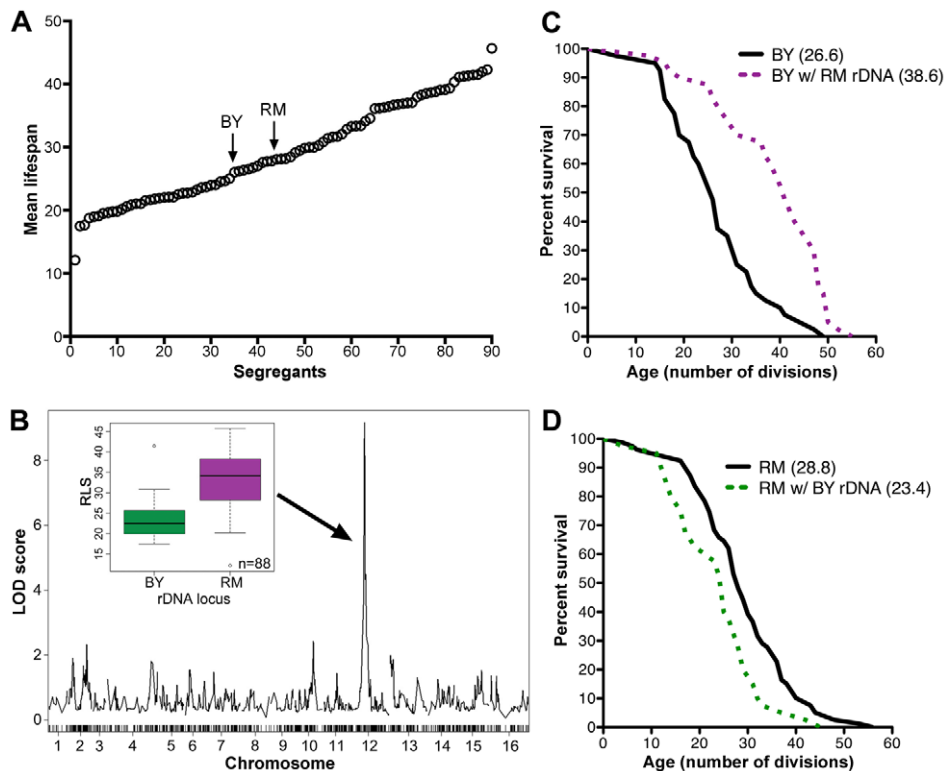 A
50
40
30
20
10
0
Mean lifespan
BY
RM
0 10 20 30 40 50 60 70 80 90
Segregants
B
8
6
4
2
0
LOD score
45
35
25
15
RLS
BY RM
n=88
rDNA locus
1 2 3 4 5 6 7 8 9 10 11 12 13 14 15 16
Chromosome
C
100
90
80
70
60
50
40
30
20
10
0
Percent survival
BY (26.6)
BY w/ RM rDNA (38.6)
0 10 20 30 40 50 60
Age (number of divisions)
D
100
90
80
70
60
50
40
30
20
10
0
Percent survival
RM (28.8)
RM w/ BY rDNA (23.4)
0 10 20 30 40 50 60
Age (number of divisions)